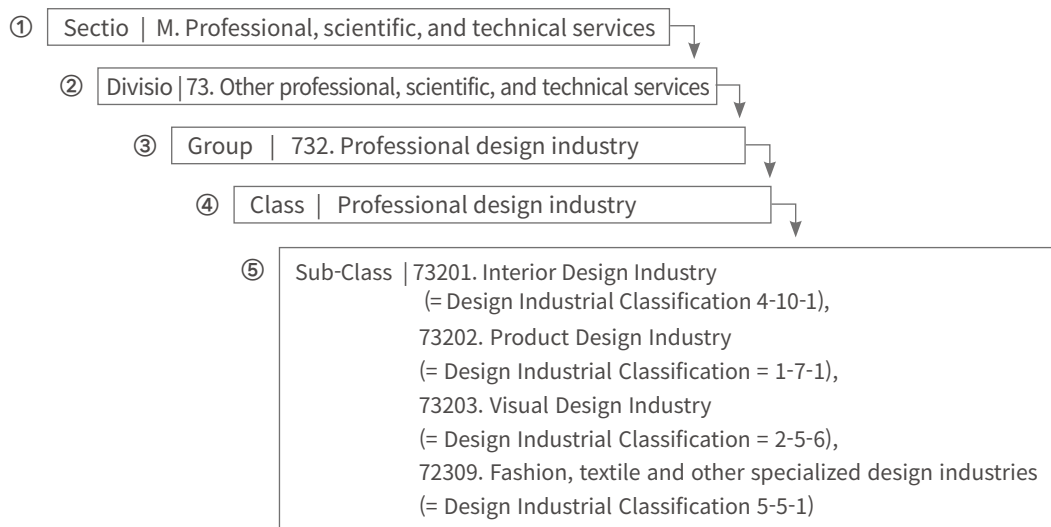 ① Sectio | M. Professional, scientific, and technical services
② Divisio | 73. Other professional, scientific, and technical services
③ Group | 732. Professional design industry
④ Class | Professional design industry
⑤ Sub-Class | 73201. Interior Design Industry
(= Design Industrial Classification 4-10-1),
73202. Product Design Industry
(= Design Industrial Classification = 1-7-1),
73203. Visual Design Industry
(= Design Industrial Classification = 2-5-6),
72309. Fashion, textile and other specialized design industries
(= Design Industrial Classification 5-5-1)